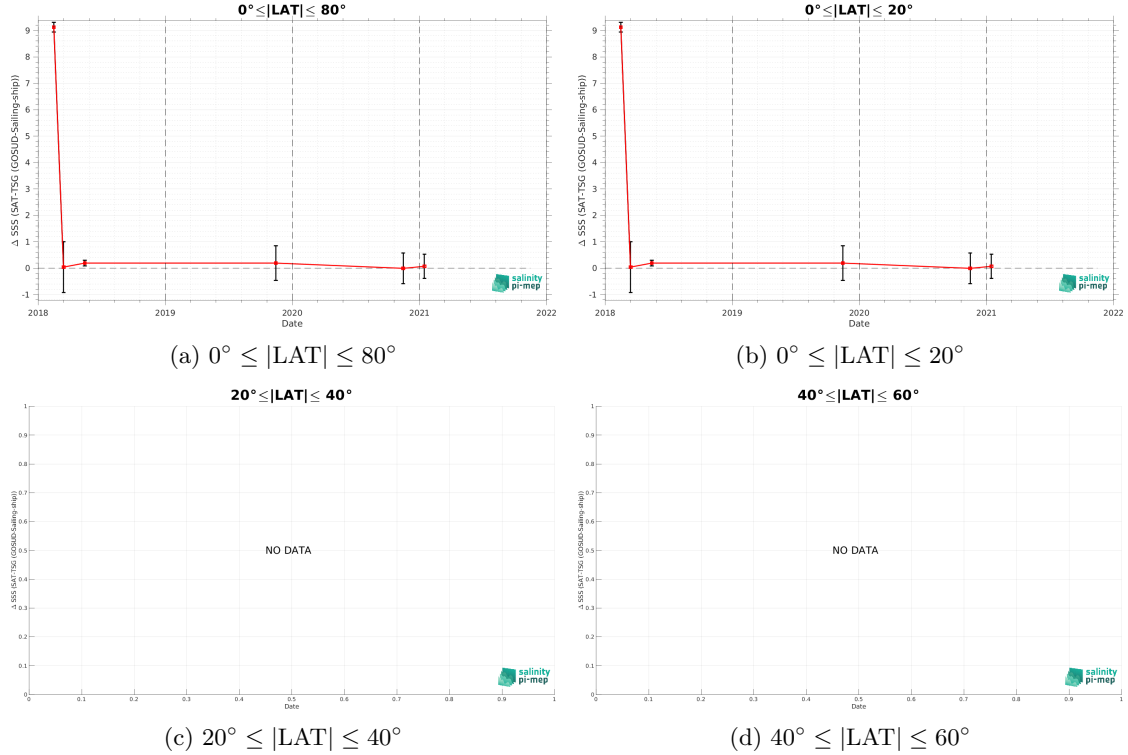 0°≤|LAT|≤ 80°
Δ SSS (SAT-TSG (GOSUD-Sailing-ship))
9
8
7
6
5
4
3
2
1
0
-1
2018 2019 2020 2021 2022
Date
salinity
pi-mep
(a) 0° ≤ |LAT| ≤ 80°
0°≤|LAT|≤ 20°
Δ SSS (SAT-TSG (GOSUD-Sailing-ship))
9
8
7
6
5
4
3
2
1
0
-1
2018 2019 2020 2021 2022
Date
salinity
pi-mep
(b) 0° ≤ |LAT| ≤ 20°
20°≤|LAT|≤ 40°
Δ SSS (SAT-TSG (GOSUD-Sailing-ship))
1
0.9
0.8
0.7
0.6
0.5
0.4
0.3
0.2
0.1
0
NO DATA
0 0.1 0.2 0.3 0.4 0.5 0.6 0.7 0.8 0.9 1
Date
salinity
pi-mep
(c) 20° ≤ |LAT| ≤ 40°
40°≤|LAT|≤ 60°
Δ SSS (SAT-TSG (GOSUD-Sailing-ship))
1
0.9
0.8
0.7
0.6
0.5
0.4
0.3
0.2
0.1
0
NO DATA
0 0.1 0.2 0.3 0.4 0.5 0.6 0.7 0.8 0.9 1
Date
salinity
pi-mep
(d) 40° ≤ |LAT| ≤ 60°